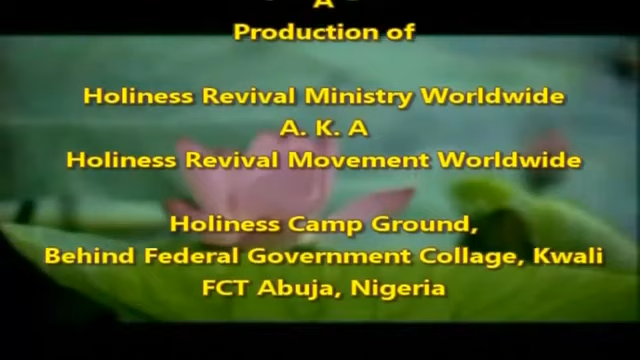 A
Production of
Holiness Revival Ministry Worldwide
A. K. A
Holiness Revival Movement Worldwide
Holiness Camp Ground,
Behind Federal Government Collage, Kwali
FCT Abuja, Nigeria